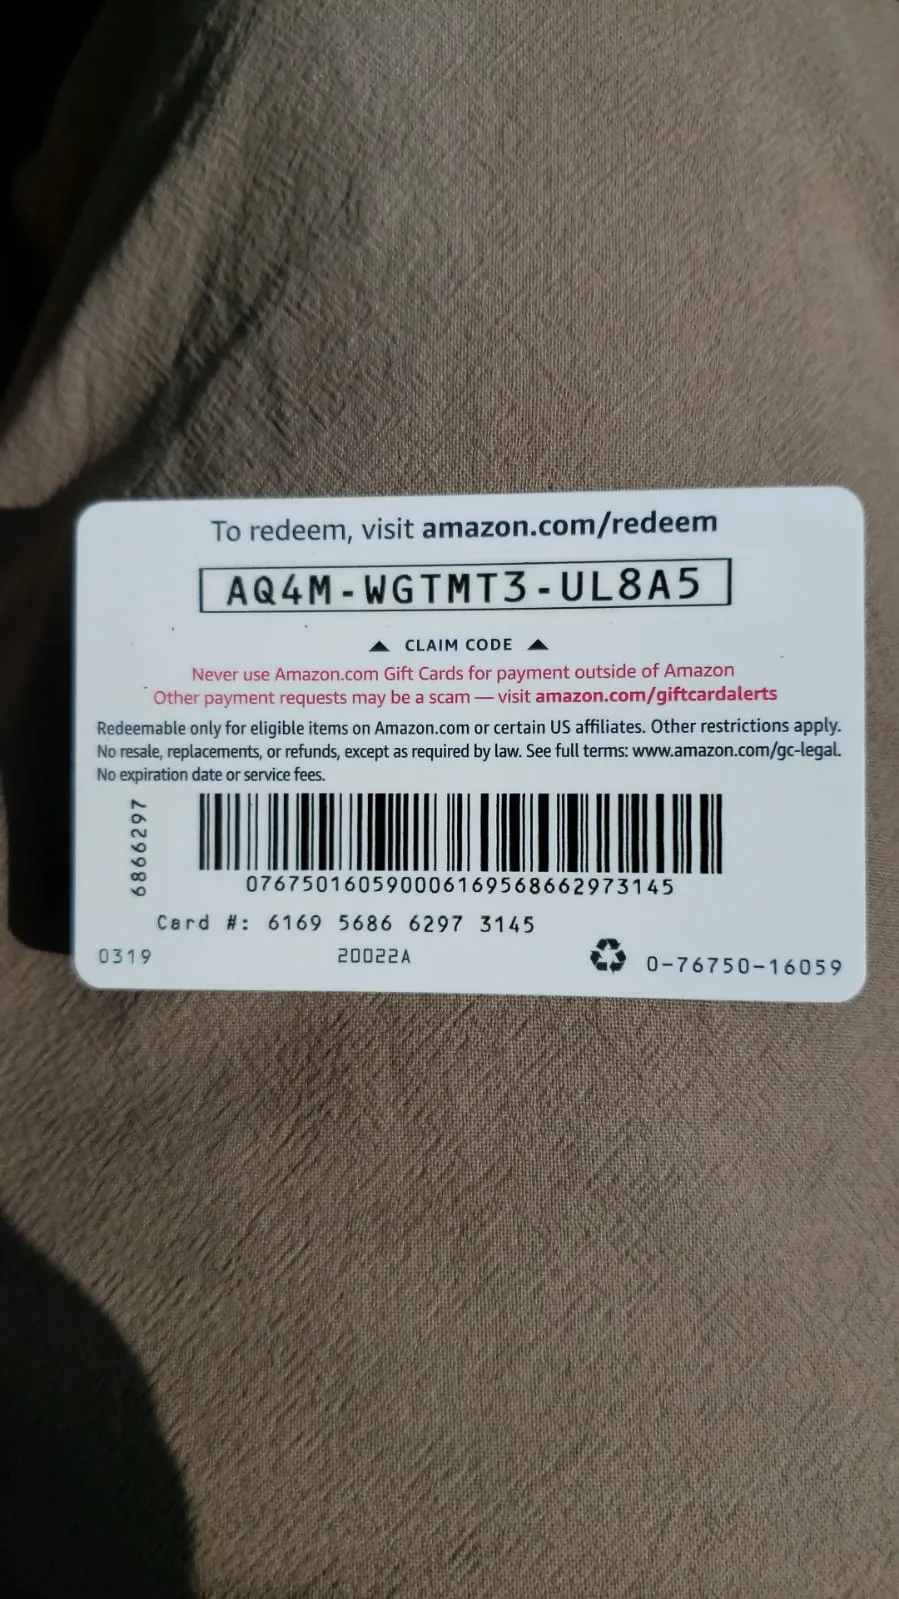 To redeem, visit amazon.com/redeem
AQ4M-WGTMT3-UL8A5
▲ CLAIM CODE ▲
Never use Amazon.com Gift Cards for payment outside of Amazon
Other payment requests may be a scam — visit amazon.com/giftcardalerts
Redeemable only for eligible items on Amazon.com or certain US affiliates. Other restrictions apply.
No resale, replacements, or refunds, except as required by law. See full terms: www.amazon.com/gc-legal.
No expiration date or service fees.
6866297
076750160590006169568662973145
Card #: 6169 5686 6297 3145
0319 20022A 0-76750-16059